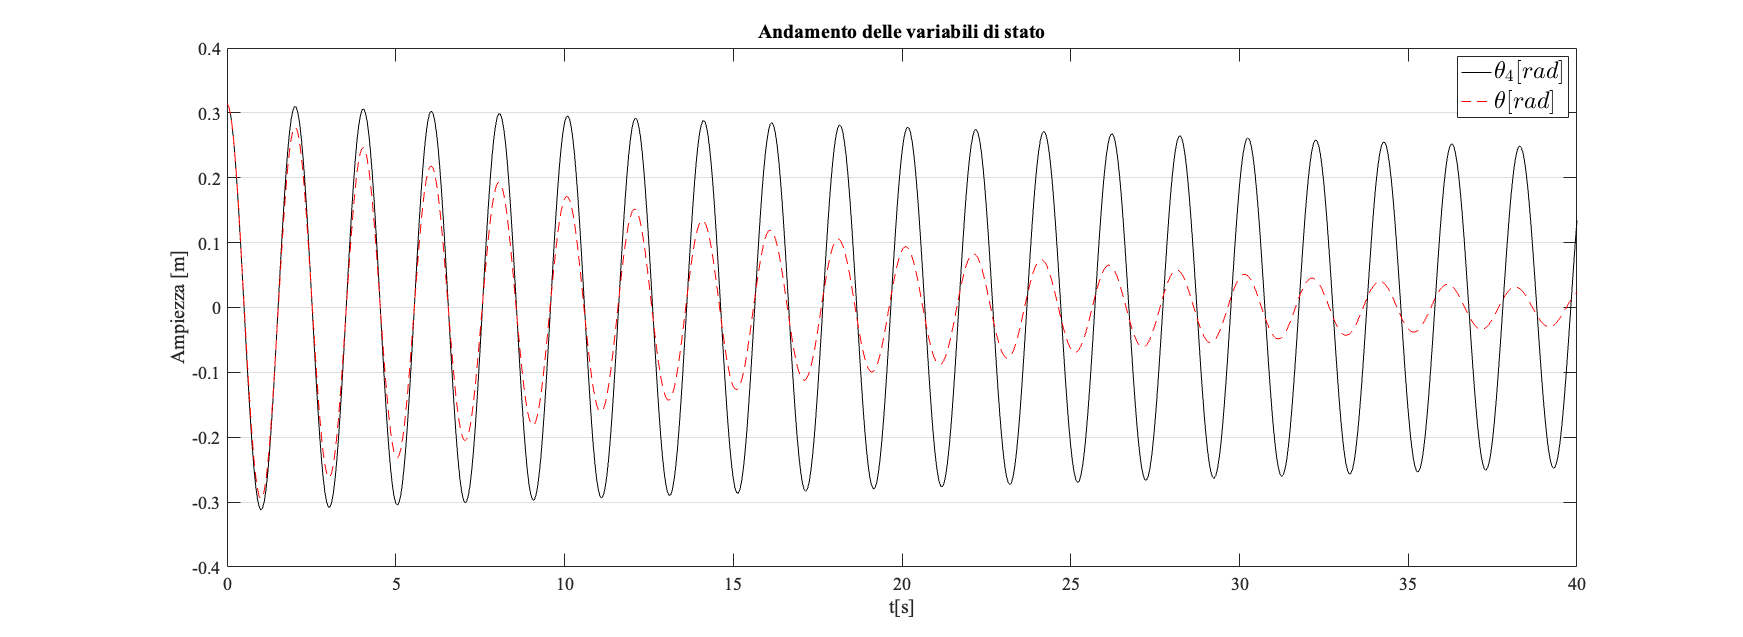 Andamento delle variabili di stato
θ₄[rad]
θ[rad]
Ampiezza [m]
0.4
0.3
0.2
0.1
0
-0.1
-0.2
-0.3
-0.4
0 5 10 15 20 25 30 35 40
t[s]